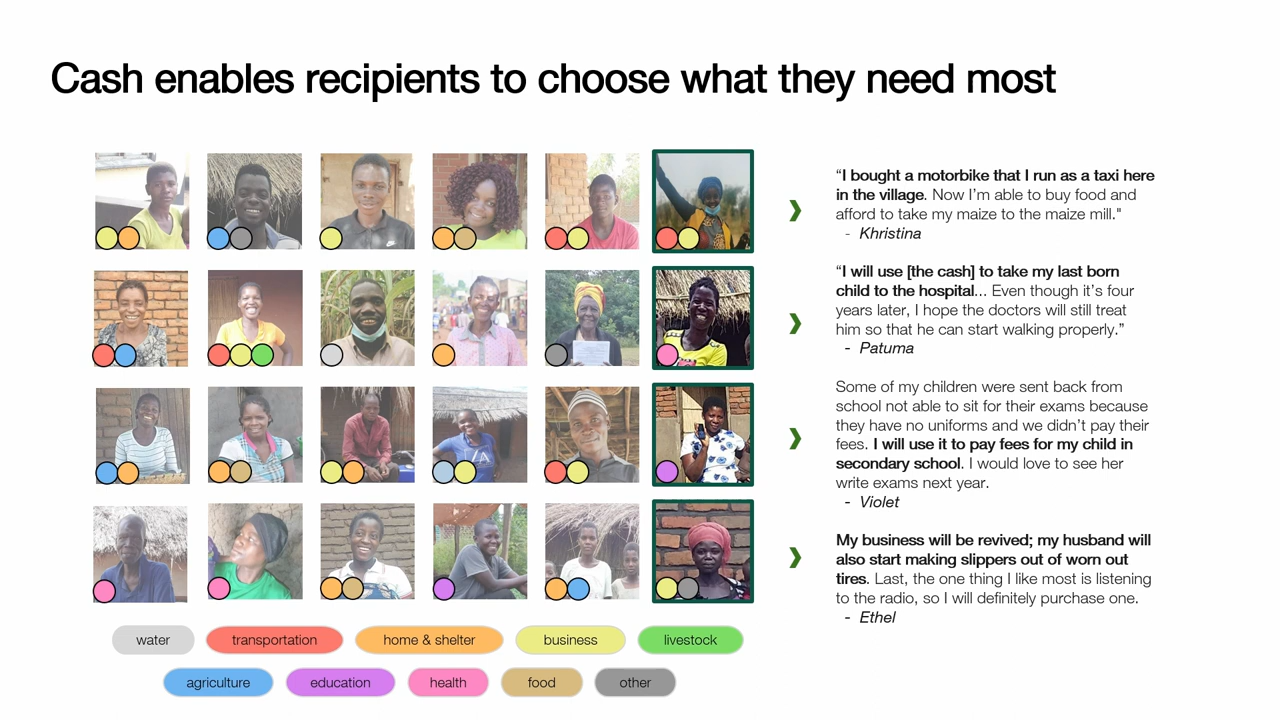 Cash enables recipients to choose what they need most
“I bought a motorbike that I run as a taxi here
in the village. Now I’m able to buy food and
afford to take my maize to the maize mill."
- Khristina
“I will use [the cash] to take my last born
child to the hospital... Even though it’s four
years later, I hope the doctors will still treat
him so that he can start walking properly.”
- Patuma
Some of my children were sent back from
school not able to sit for their exams because
they have no uniforms and we didn’t pay their
fees. I will use it to pay fees for my child in
secondary school. I would love to see her
write exams next year.
- Violet
My business will be revived; my husband will
also start making slippers out of worn out
tires. Last, the one thing I like most is listening
to the radio, so I will definitely purchase one.
- Ethel
water transportation home & shelter business livestock
agriculture education health food other